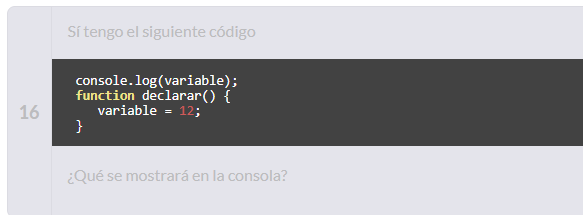 Sí tengo el siguiente código
console.log(variable);
function declarar() {
variable = 12;
}
16
¿Qué se mostrará en la consola?